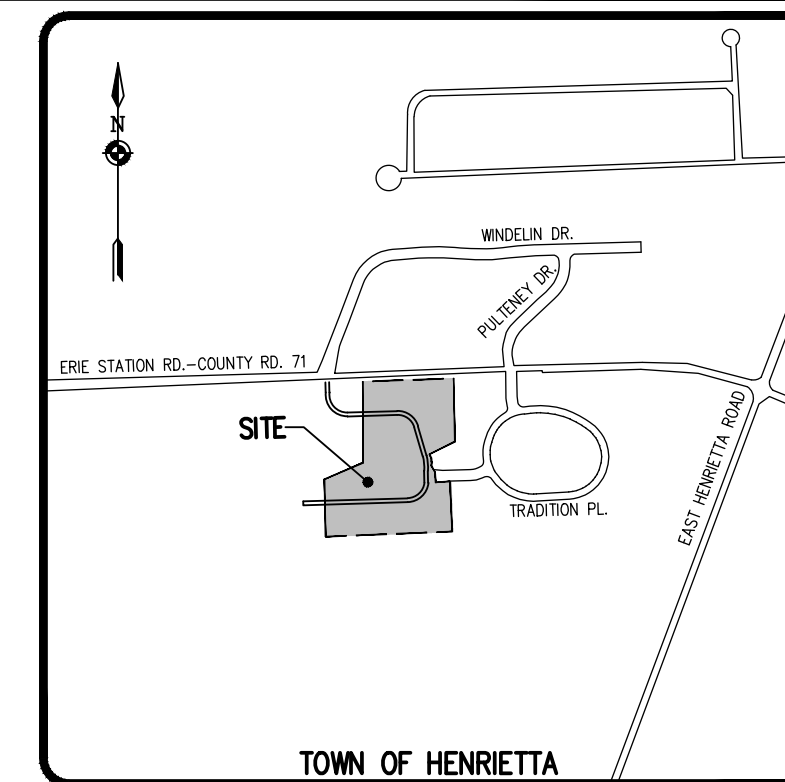 N
WINDELIN DR.
PULTENEY DR.
ERIE STATION RD.-COUNTY RD. 71
SITE
EAST HENRIETTA ROAD
TRADITION PL.
TOWN OF HENRIETTA